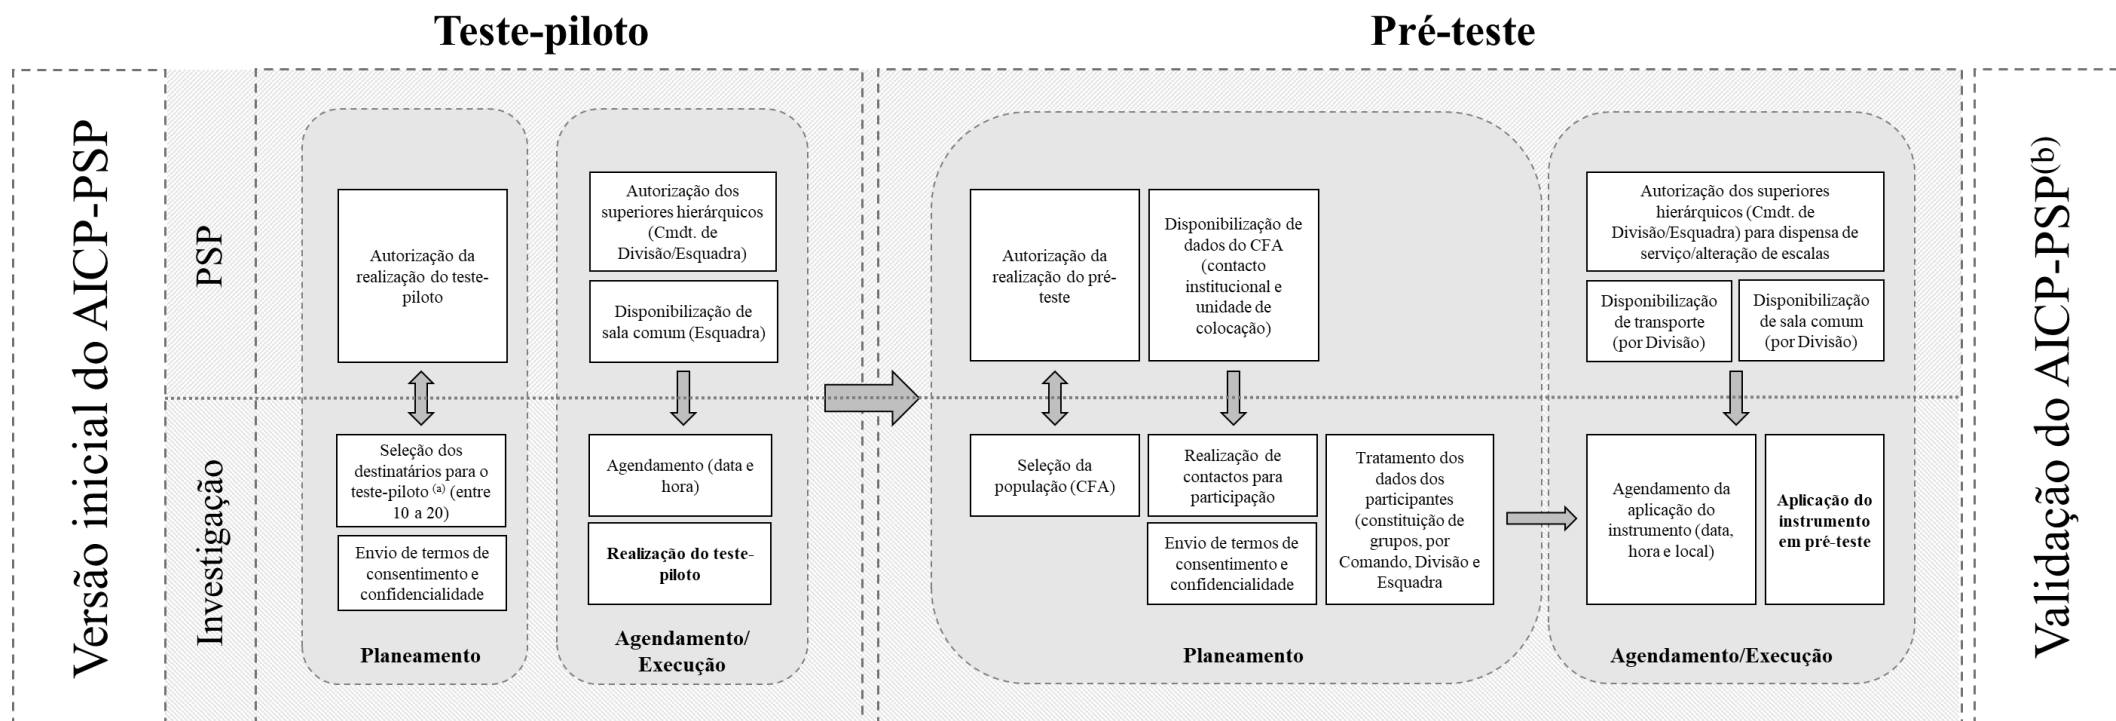 Teste-piloto
Pré-teste
Versão inicial do AICP-PSP
PSP
Investigação
Autorização da
realização do teste-
piloto
Seleção dos
destinatários para o
teste-piloto (a) (entre
10 a 20)
Envio de termos de
consentimento e
confidencialidade
Planeamento
Autorização dos
superiores hierárquicos
(Cmdt. de
Divisão/Esquadra)
Disponibilização de
sala comum (Esquadra)
Agendamento (data e
hora)
Realização do teste-
piloto
Agendamento/
Execução
Autorização da
realização do pré-
teste
Disponibilização de
dados do CFA
(contacto
institucional e
unidade de
colocação)
Seleção da
população (CFA)
Realização de
contactos para
participação
Envio de termos de
consentimento e
confidencialidade
Tratamento dos
dados dos
participantes
(constituição de
grupos, por
Comando, Divisão e
Esquadra
Planeamento
Autorização dos superiores
hierárquicos (Cmdt. de
Divisão/Esquadra) para dispensa de
serviço/alteração de escalas
Disponibilização
de transporte
(por Divisão)
Disponibilização
de sala comum
(por Divisão)
Agendamento da
aplicação do
instrumento (data,
hora e local)
Aplicação do
instrumento
em pré-teste
Agendamento/Execução
Validação do AICP-PSP(b)